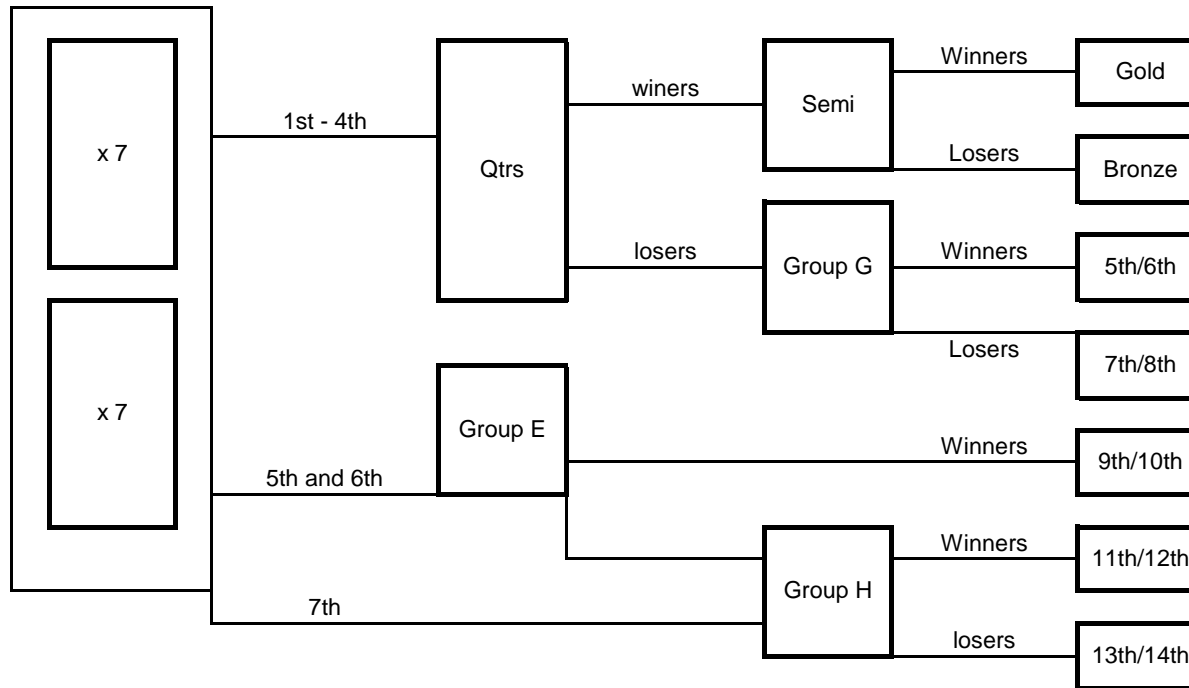 Winners
Gold
winers
Semi
1st - 4th
x 7
Losers
Bronze
Qtrs
losers
Winners
Group G
5th/6th
Losers
7th/8th
x 7
Group E
Winners
9th/10th
5th and 6th
Winners
11th/12th
Group H
7th
losers
13th/14th